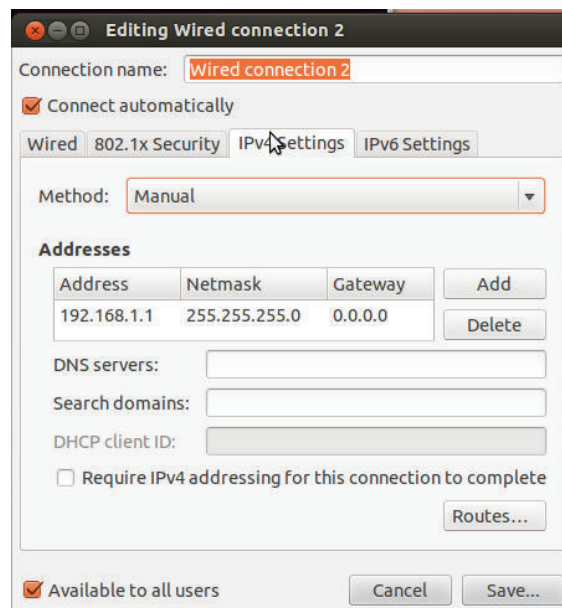 Editing Wired connection 2
Connection name: Wired connection 2
Connect automatically
Wired 802.1x Security IPv4 Settings IPv6 Settings
Method: Manual
Addresses
Address Netmask Gateway Add
192.168.1.1 255.255.255.0 0.0.0.0 Delete
DNS servers:
Search domains:
DHCP client ID:
Require IPv4 addressing for this connection to complete
Routes...
Available to all users Cancel Save...